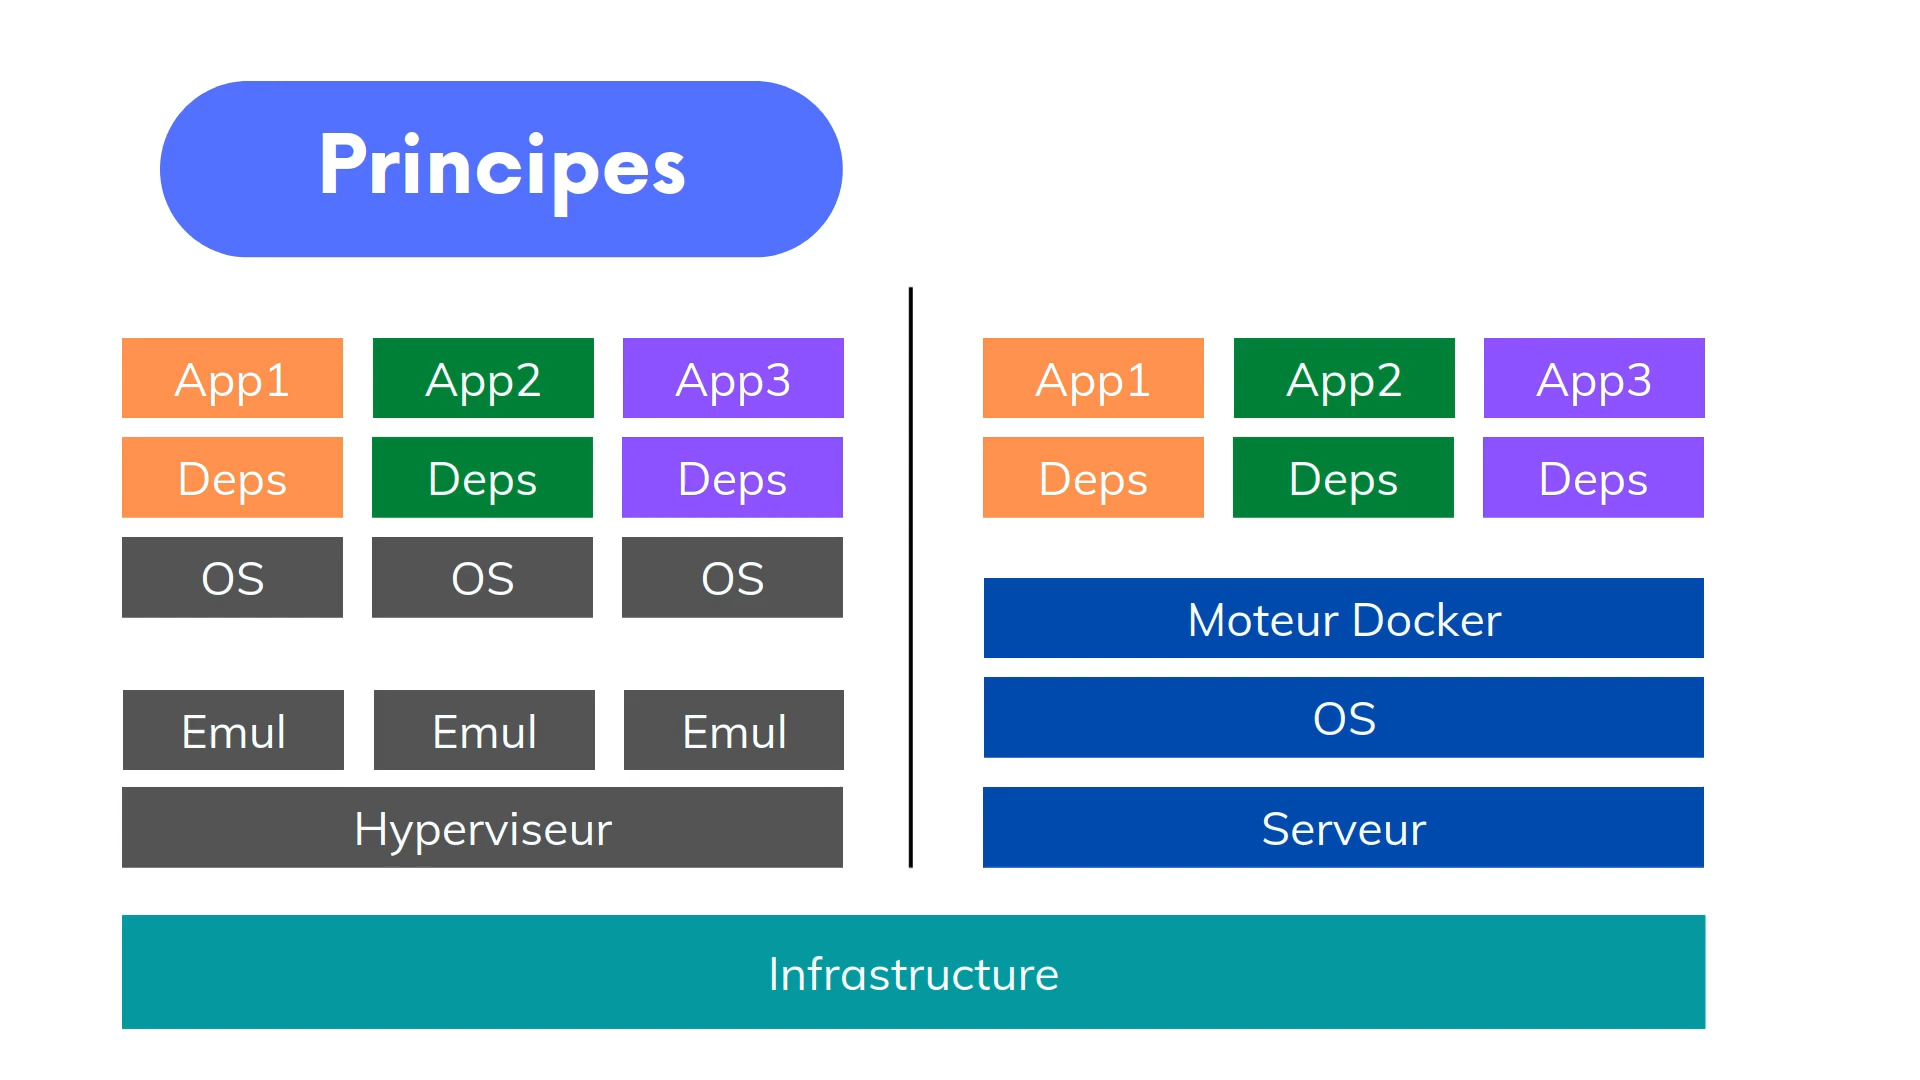 Principes
App1 App2 App3
Deps Deps Deps
OS OS OS
Emul Emul Emul
Hyperviseur
App1 App2 App3
Deps Deps Deps
Moteur Docker
OS
Serveur
Infrastructure